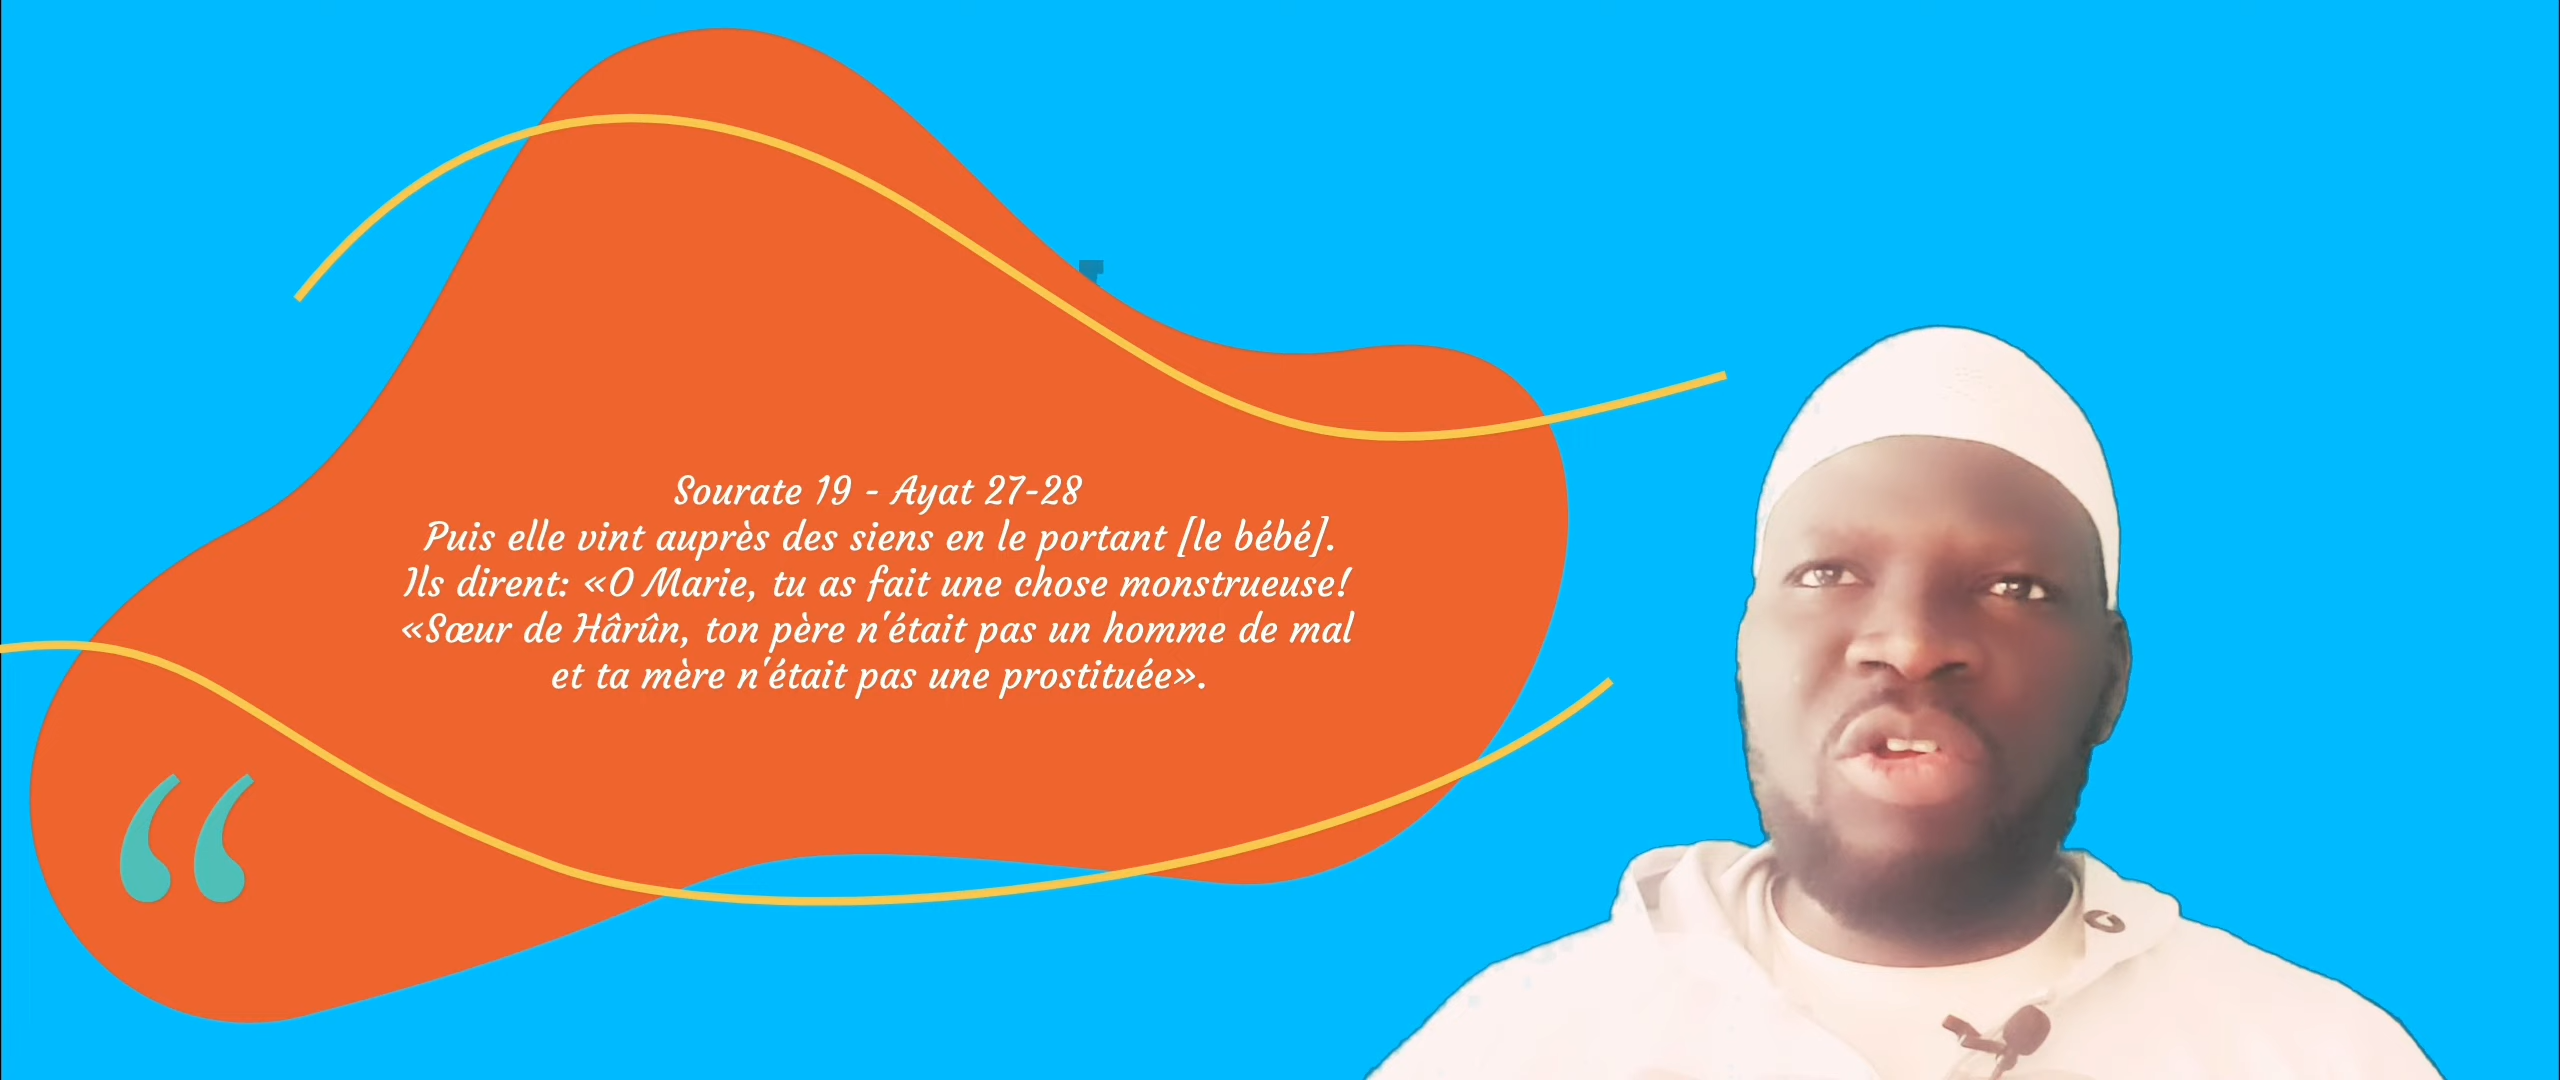 Sourate 19 - Ayat 27-28
Puis elle vint auprès des siens en le portant [le bébé].
Ils dirent: «O Marie, tu as fait une chose monstrueuse!
«Sœur de Hârûn, ton père n'était pas un homme de mal
et ta mère n'était pas une prostituée».